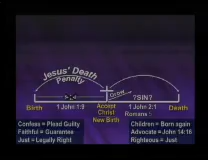 Jesus' Death
Penalty
Grow
?SIN?
Birth
1 John 1:9
Accept
Christ
New Birth
1 John 2:1
Romans
Death
Confess = Plead Guilty
Faithful = Guarantee
Just = Legally Right
Children = Born again
Advocate = John 14:16
Righteous = Just